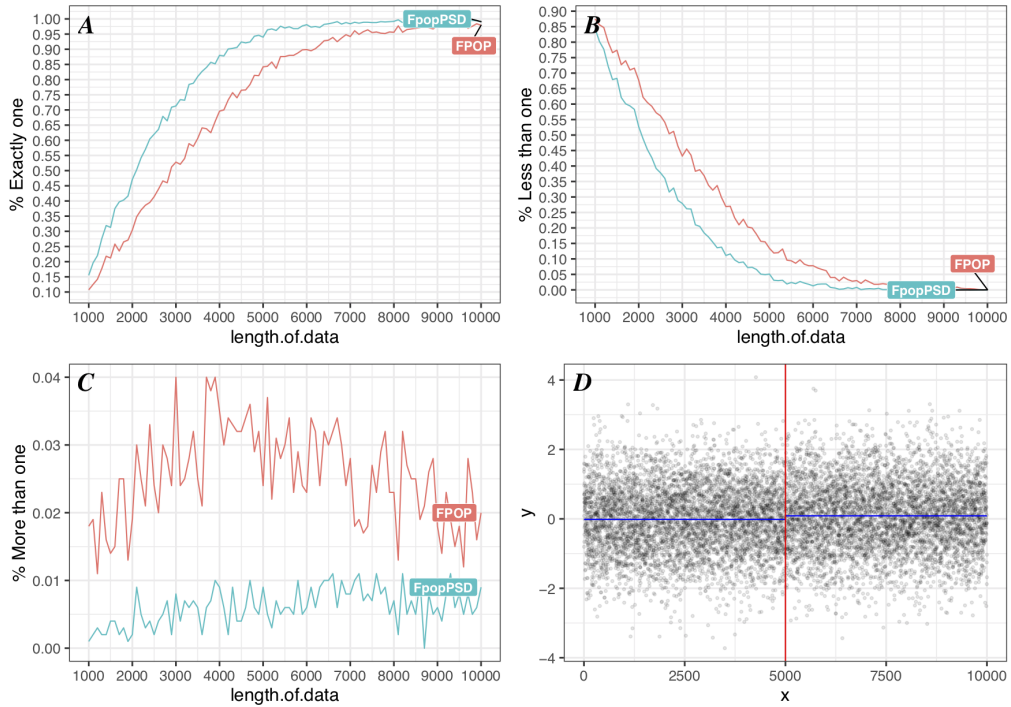 A
% Exactly one
1.00
0.95
0.90
0.85
0.80
0.75
0.70
0.65
0.60
0.55
0.50
0.45
0.40
0.35
0.30
0.25
0.20
0.15
0.10
FpopPSD
FPOP
1000 2000 3000 4000 5000 6000 7000 8000 9000 10000
length.of.data
B
% Less than one
0.90
0.85
0.80
0.75
0.70
0.65
0.60
0.55
0.50
0.45
0.40
0.35
0.30
0.25
0.20
0.15
0.10
0.05
0.00
FPOP
FpopPSD
1000 2000 3000 4000 5000 6000 7000 8000 9000 10000
length.of.data
C
% More than one
0.04
0.03
0.02
0.01
0.00
FPOP
FpopPSD
1000 2000 3000 4000 5000 6000 7000 8000 9000 10000
length.of.data
D
y
4
2
0
−2
−4
0 2500 5000 7500 10000
x